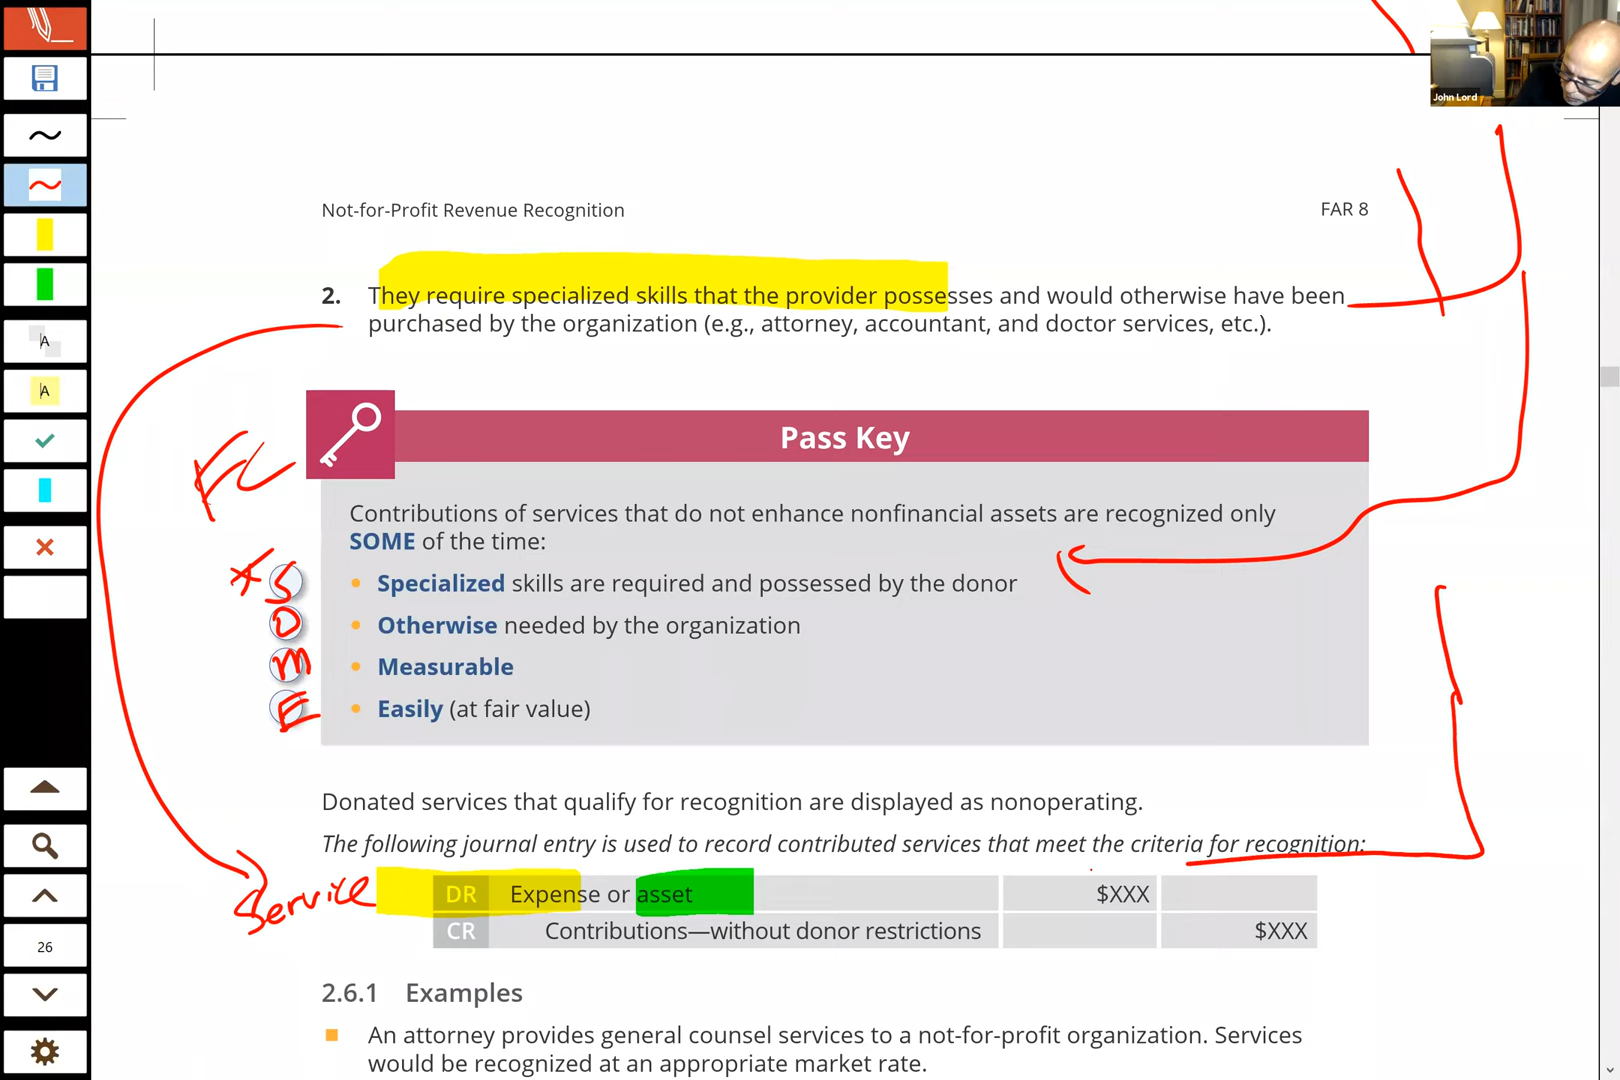 John Lord
Not-for-Profit Revenue Recognition FAR 8
2. They require specialized skills that the provider possesses and would otherwise have been
purchased by the organization (e.g., attorney, accountant, and doctor services, etc.).
Pass Key
Contributions of services that do not enhance nonfinancial assets are recognized only
SOME of the time:
S • Specialized skills are required and possessed by the donor
O • Otherwise needed by the organization
M • Measurable
E • Easily (at fair value)
Donated services that qualify for recognition are displayed as nonoperating.
The following journal entry is used to record contributed services that meet the criteria for recognition:
Service DR Expense or asset $XXX
CR Contributions—without donor restrictions $XXX
26
2.6.1 Examples
■ An attorney provides general counsel services to a not-for-profit organization. Services
would be recognized at an appropriate market rate.